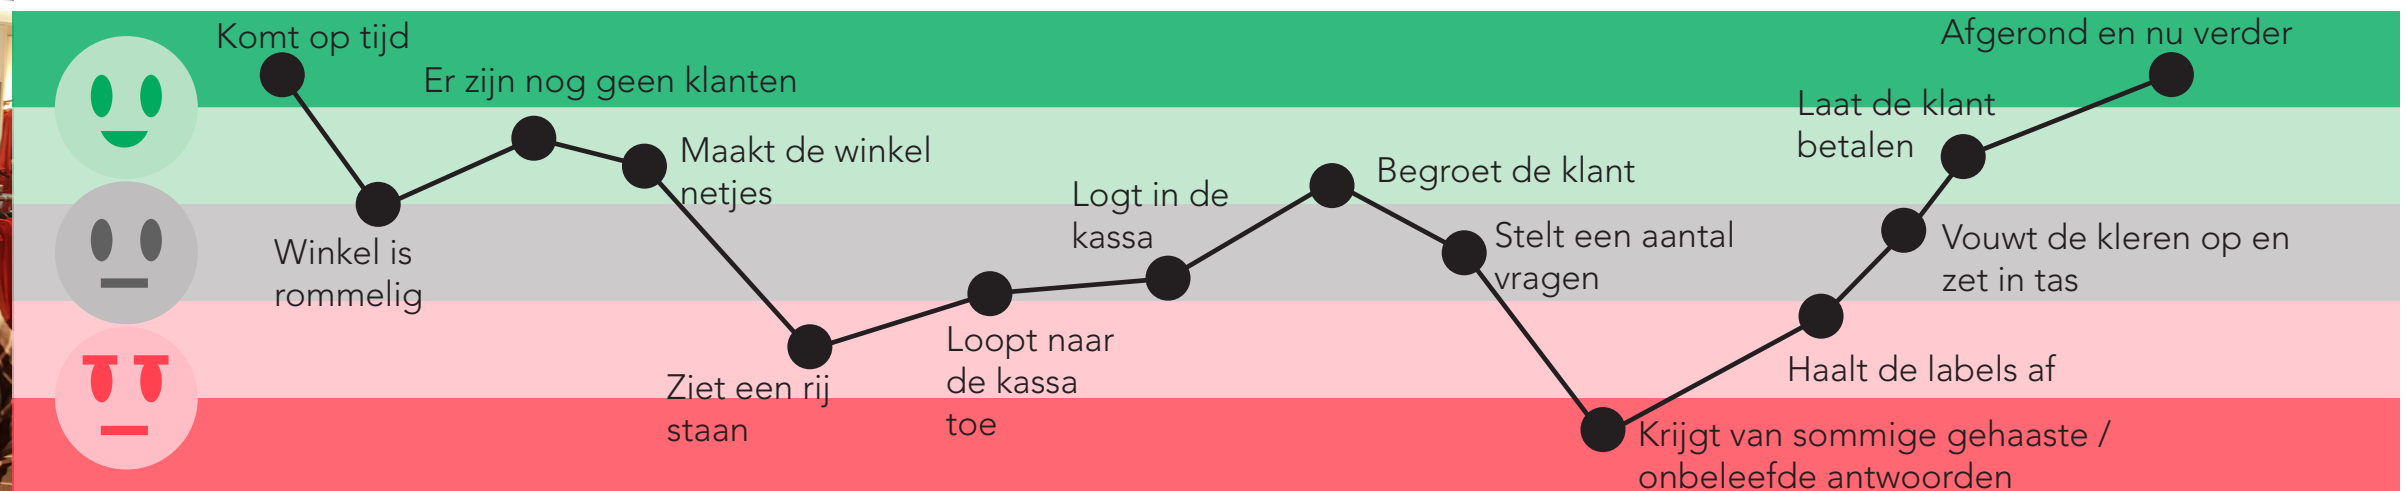 Komt op tijd
Winkel is
rommelig
Er zijn nog geen klanten
Maakt de winkel
netjes
Ziet een rij
staan
Loopt naar
de kassa
toe
Logt in de
kassa
Begroet de klant
Stelt een aantal
vragen
Krijgt van sommige gehaaste /
onbeleefde antwoorden
Haalt de labels af
Vouwt de kleren op en
zet in tas
Laat de klant
betalen
Afgerond en nu verder